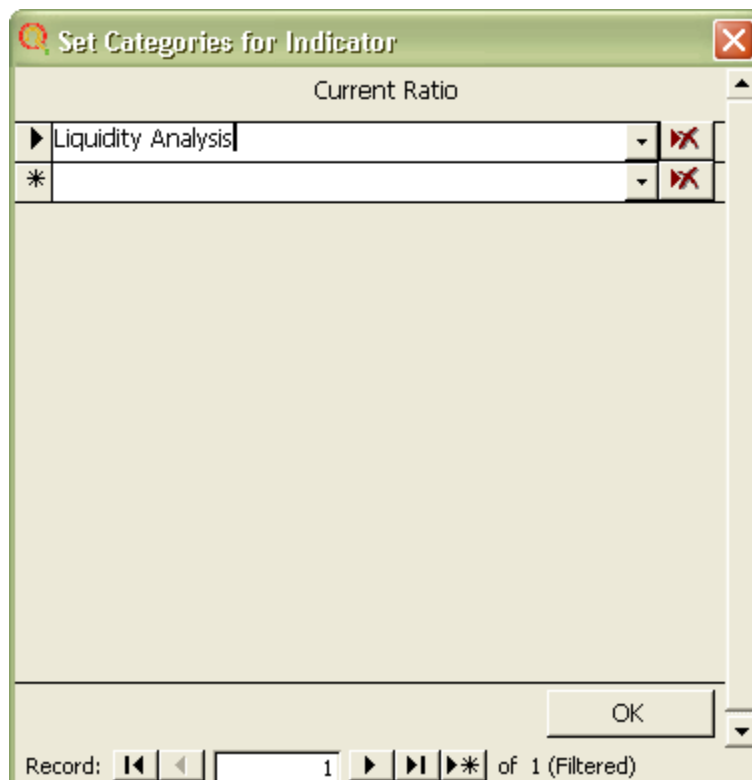 Set Categories for Indicator
Current Ratio
Liquidity Analysis
OK
Record: 1 of 1 (Filtered)